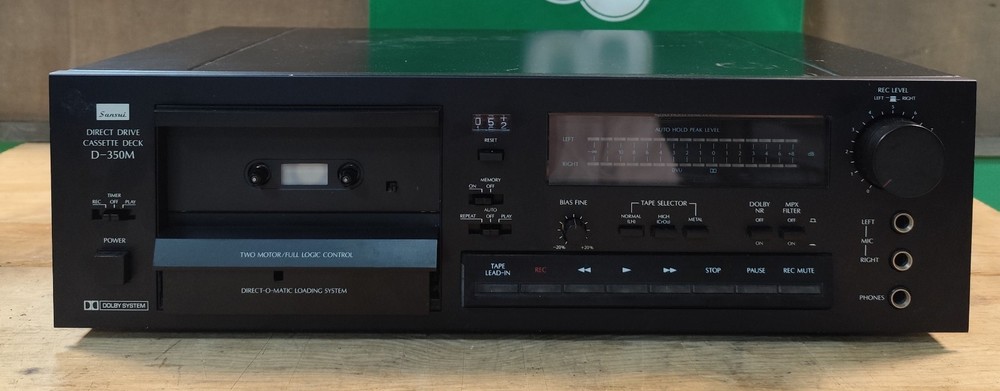 Sansui
DIRECT DRIVE
CASSETTE DECK
D-350M
TIMER
REC OFF PLAY
POWER
DOLBY SYSTEM
TWO MOTOR/FULL LOGIC CONTROL
DIRECT-O-MATIC LOADING SYSTEM
052
RESET
MEMORY
ON OFF
AUTO
REPEAT OFF PLAY
AUTO HOLD PEAK LEVEL
LEFT
RIGHT
dB
BIAS FINE
-20% +20%
TAPE SELECTOR
NORMAL (LH)
HIGH (CrO₂)
METAL
DOLBY NR
OFF
ON
MPX FILTER
OFF
ON
TAPE LEAD-IN
REC
◀◀
▶
▶▶
STOP
PAUSE
REC MUTE
REC LEVEL
LEFT RIGHT
LEFT
MIC
RIGHT
PHONES